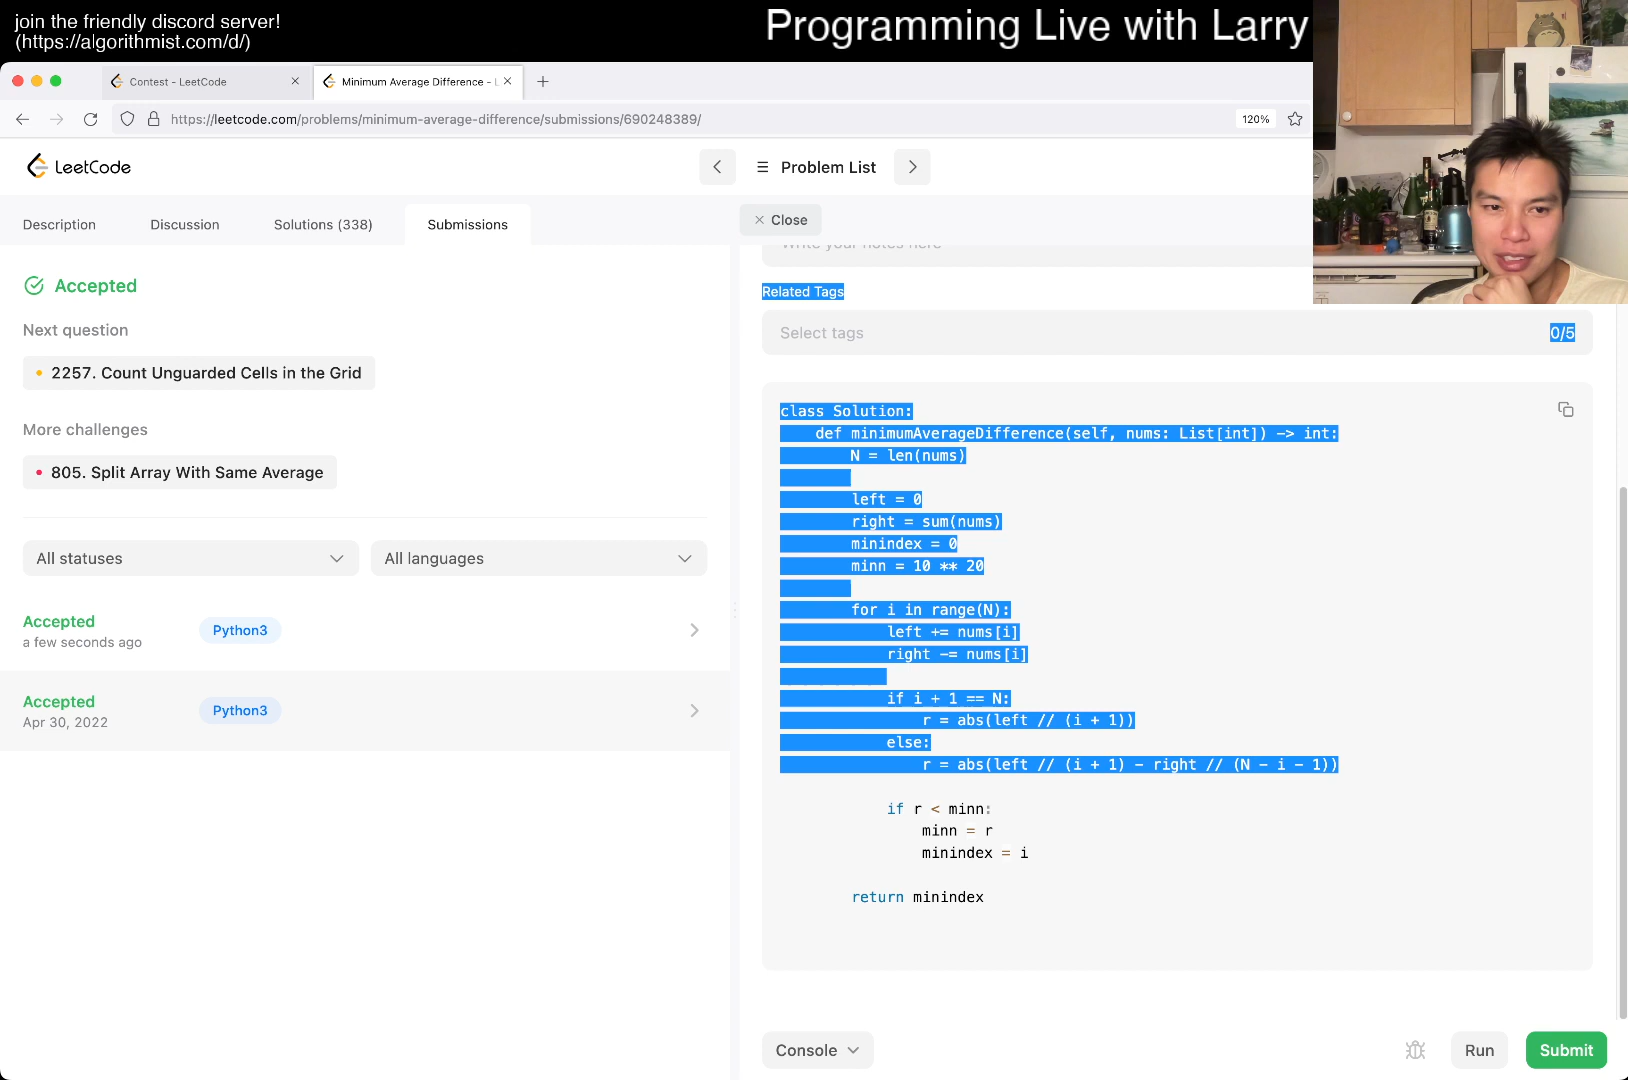 join the friendly discord server!
(https://algorithmist.com/d/)
Programming Live with Larry
Contest - LeetCode
Minimum Average Difference - L
https://leetcode.com/problems/minimum-average-difference/submissions/690248389/
120%
LeetCode
Problem List
Description
Discussion
Solutions (338)
Submissions
Close
Write your notes here
Accepted
Next question
2257. Count Unguarded Cells in the Grid
More challenges
805. Split Array With Same Average
All statuses
All languages
Accepted
a few seconds ago
Python3
Accepted
Apr 30, 2022
Python3
Related Tags
Select tags
0/5
class Solution:
    def minimumAverageDifference(self, nums: List[int]) -> int:
        N = len(nums)
        left = 0
        right = sum(nums)
        minindex = 0
        minn = 10 ** 20
        for i in range(N):
            left += nums[i]
            right -= nums[i]
            if i + 1 == N:
                r = abs(left // (i + 1))
            else:
                r = abs(left // (i + 1) - right // (N - i - 1))
            if r < minn:
                minn = r
                minindex = i
        return minindex
Console
Run
Submit